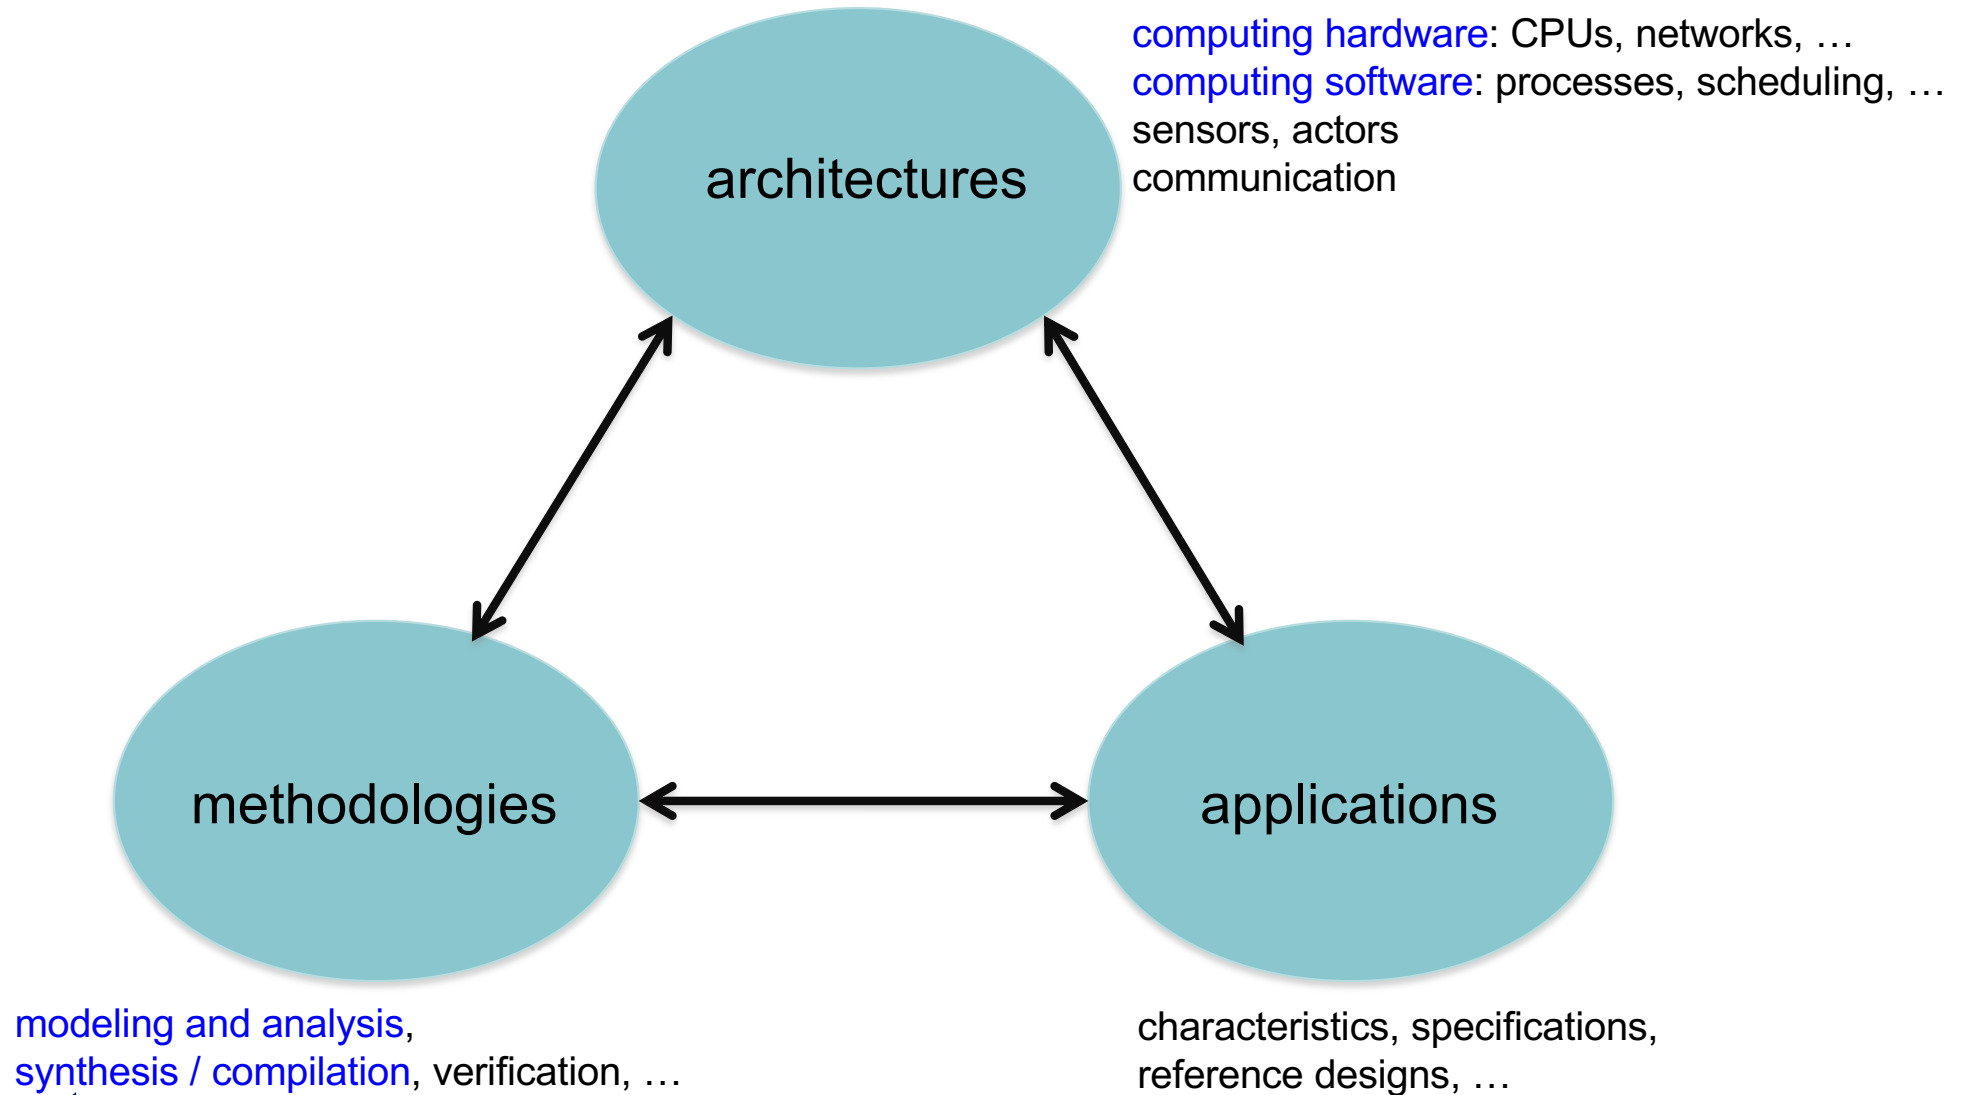 computing hardware: CPUs, networks, …
computing software: processes, scheduling, …
sensors, actors
communication
architectures
methodologies
applications
modeling and analysis,
synthesis / compilation, verification, …
characteristics, specifications,
reference designs, …